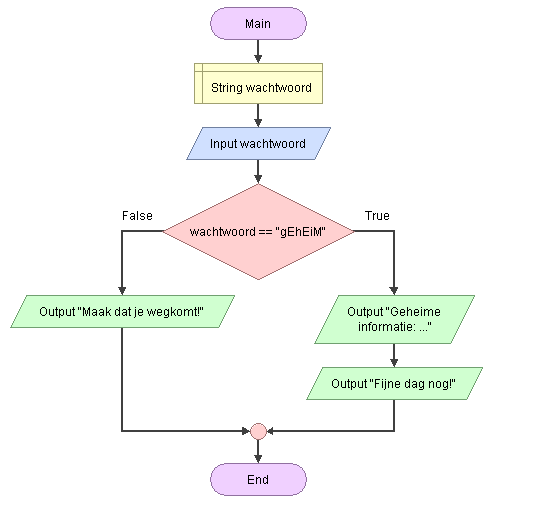 Main
String wachtwoord
Input wachtwoord
False
True
wachtwoord == "gEhEiM"
Output "Maak dat je wegkomt!"
Output "Geheime
informatie: ..."
Output "Fijne dag nog!"
End